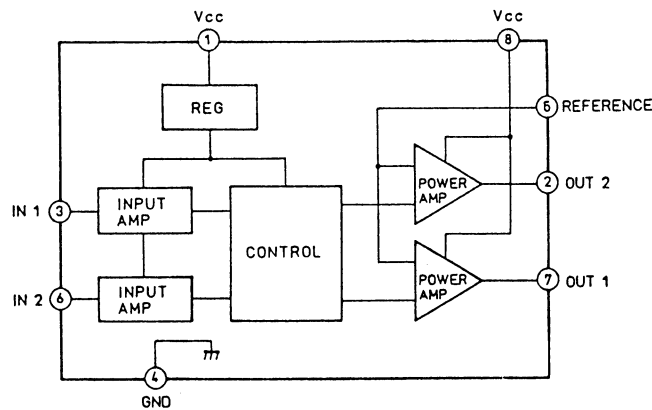 Vcc
Vcc
1
8
REG
5 REFERENCE
POWER
AMP
2 OUT 2
IN 1 3
INPUT
AMP
CONTROL
POWER
AMP
7 OUT 1
IN 2 6
INPUT
AMP
4
GND